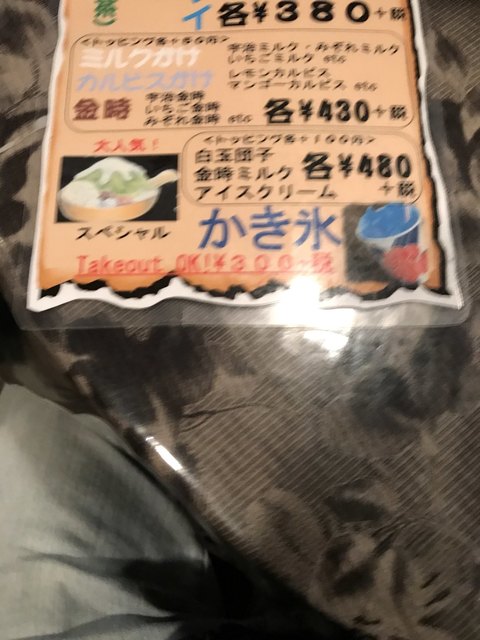 茶)
イ 各¥380+税
<トッピング各+50円>
ミルクがけ
宇治ミルク・みぞれミルク
いちごミルク etc
カルピスがけ
レモンカルピス
マンゴーカルピス etc
金時
宇治金時
いちご金時
みぞれ金時 etc
各¥430+税
大人気！
スペシャル
<トッピング各+100円>
白玉団子
金時ミルク
アイスクリーム
各¥480
+税
かき氷
Takeout OK!¥300+税